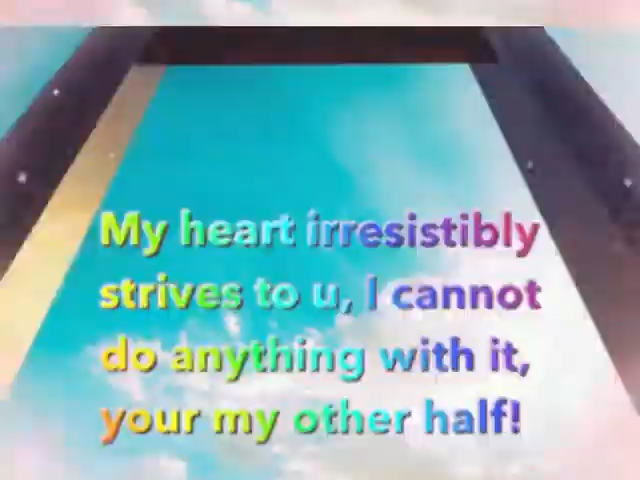 My heart irresistibly
strives to u, I cannot
do anything with it,
your my other half!